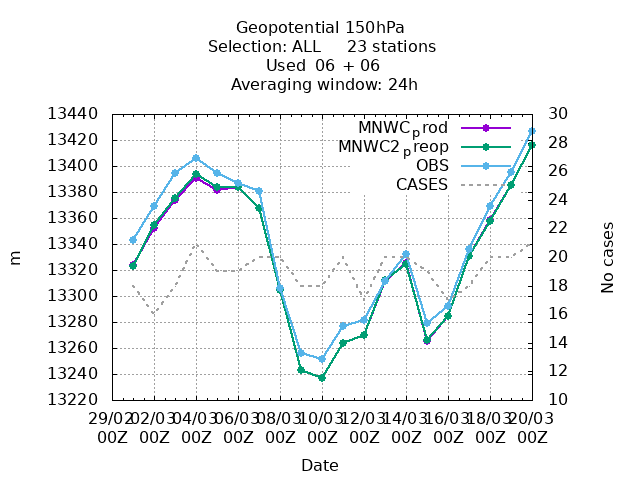 Geopotential 150hPa
Selection: ALL     23 stations
Used  06 + 06
Averaging window: 24h
MNWCprod
MNWC2preop
OBS
CASES
13440
13420
13400
13380
13360
13340
13320
13300
13280
13260
13240
13220
m
30
28
26
24
22
20
18
16
14
12
10
No cases
29/02 02/03 04/03 06/03 08/03 10/03 12/03 14/03 16/03 18/03 20/03
00Z 00Z 00Z 00Z 00Z 00Z 00Z 00Z 00Z 00Z 00Z
Date